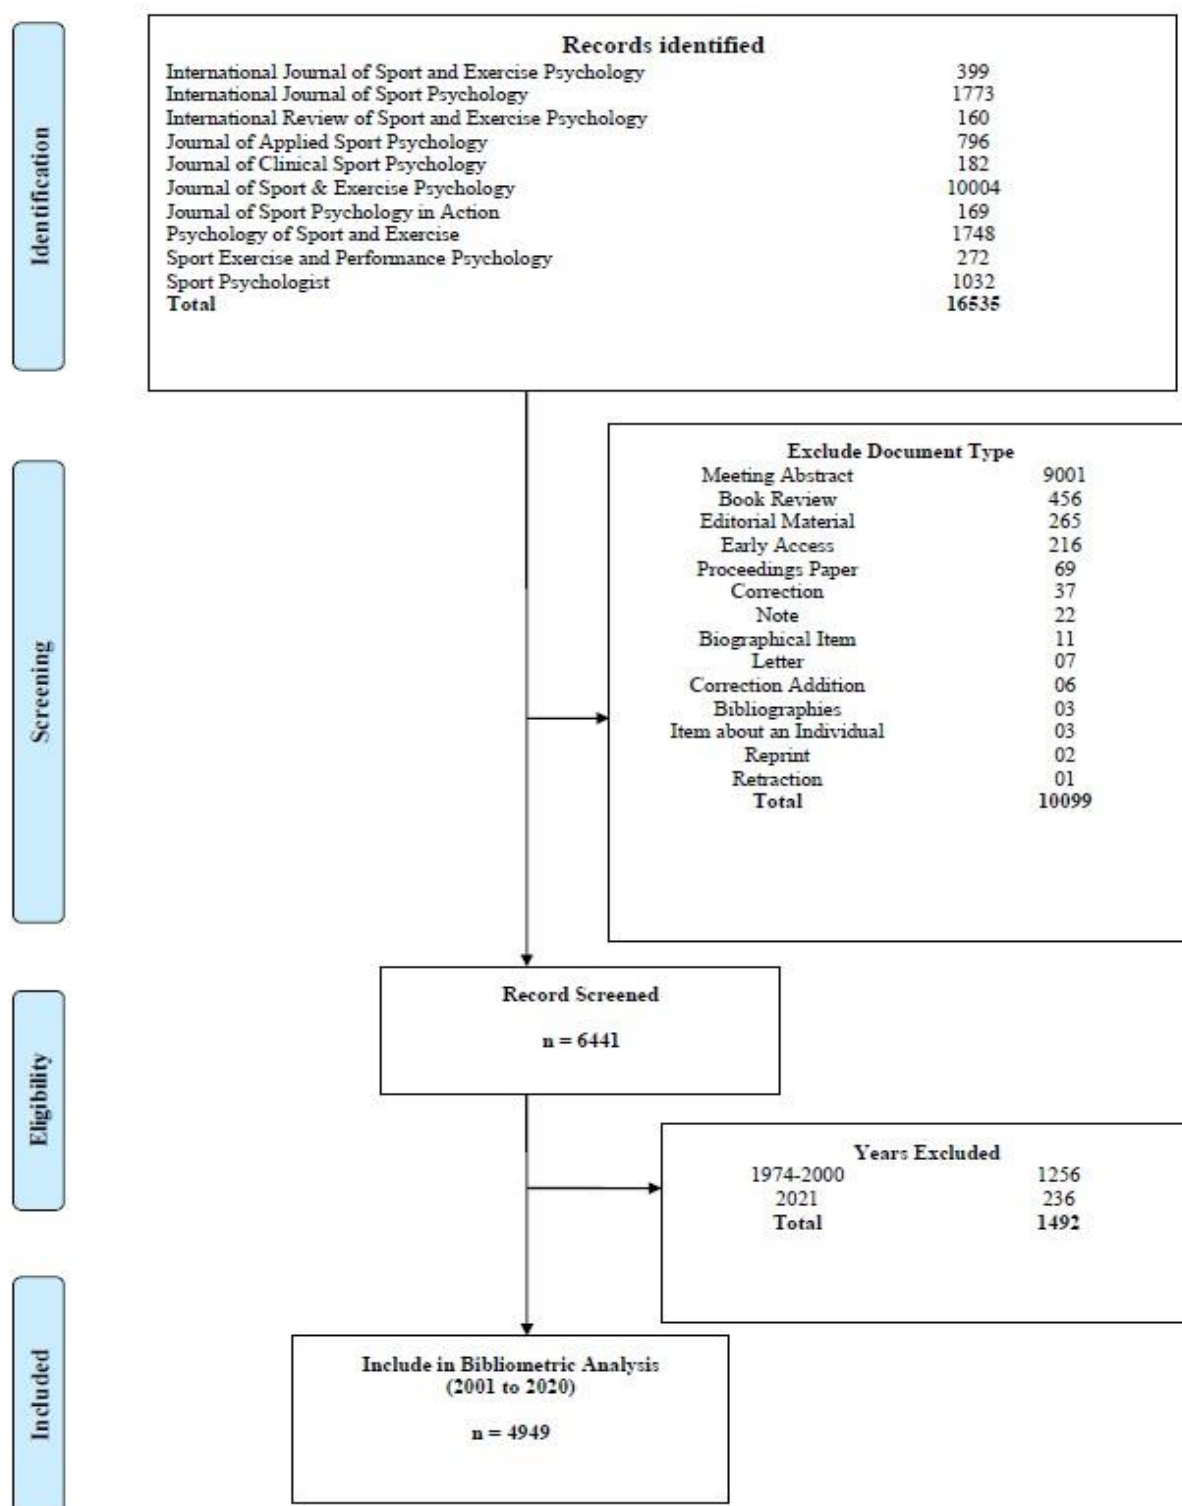 Identification
Records identified
International Journal of Sport and Exercise Psychology 399
International Journal of Sport Psychology 1773
International Review of Sport and Exercise Psychology 160
Journal of Applied Sport Psychology 796
Journal of Clinical Sport Psychology 182
Journal of Sport & Exercise Psychology 10004
Journal of Sport Psychology in Action 169
Psychology of Sport and Exercise 1748
Sport Exercise and Performance Psychology 272
Sport Psychologist 1032
Total 16535
Screening
Exclude Document Type
Meeting Abstract 9001
Book Review 456
Editorial Material 265
Early Access 216
Proceedings Paper 69
Correction 37
Note 22
Biographical Item 11
Letter 07
Correction Addition 06
Bibliographies 03
Item about an Individual 03
Reprint 02
Retraction 01
Total 10099
Eligibility
Record Screened
n = 6441
Years Excluded
1974-2000 1256
2021 236
Total 1492
Included
Include in Bibliometric Analysis
(2001 to 2020)
n = 4949